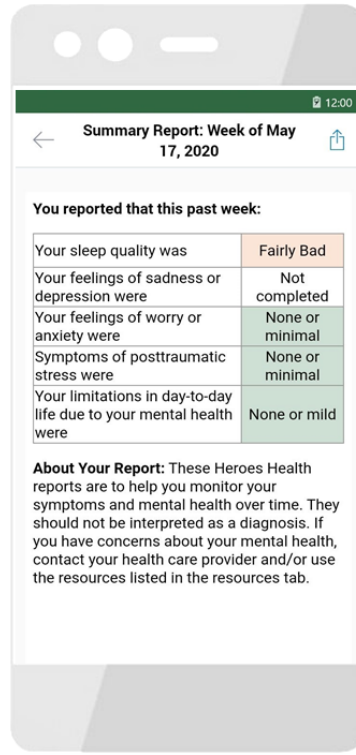 12:00
Summary Report: Week of May
17, 2020
You reported that this past week:
Your sleep quality was
Fairly Bad
Your feelings of sadness or
depression were
Not
completed
Your feelings of worry or
anxiety were
None or
minimal
Symptoms of posttraumatic
stress were
None or
minimal
Your limitations in day-to-day
life due to your mental health
were
None or mild
About Your Report: These Heroes Health
reports are to help you monitor your
symptoms and mental health over time. They
should not be interpreted as a diagnosis. If
you have concerns about your mental health,
contact your health care provider and/or use
the resources listed in the resources tab.